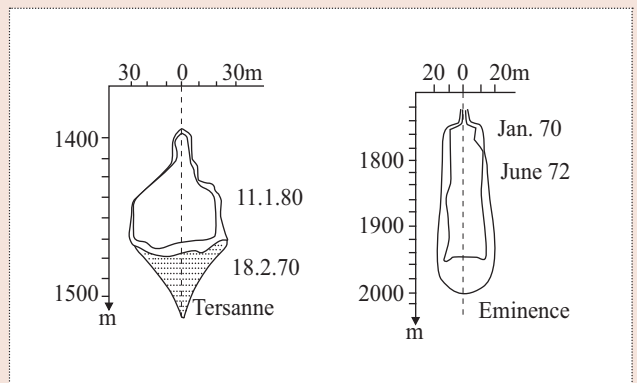 30 0 30m
1400
11.1.80
18.2.70
1500
m
Tersanne
20 0 20m
Jan. 70
1800
June 72
1900
2000
m
Eminence